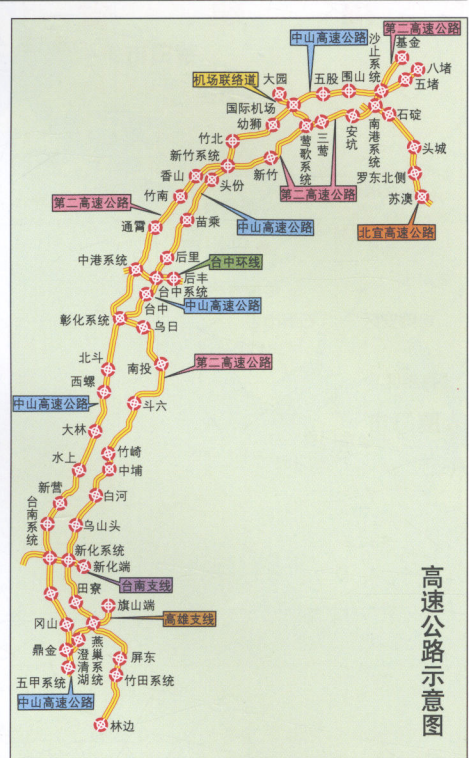 第二高速公路
中山高速公路
沙止系统
基金
八堵
五堵
机场联络道
大园
五股
围山
国际机场
幼狮
石碇
竹北
莺歌系统
三莺
安坑
南港系统
新竹系统
头城
香山
头份
新竹
罗东北侧
竹南
苏澳
第二高速公路
第二高速公路
苗乘
中山高速公路
北宜高速公路
通霄
后里
台中环线
中港系统
后丰
台中系统
台中
中山高速公路
彰化系统
乌日
北斗
南投
第二高速公路
西螺
中山高速公路
斗六
大林
竹崎
水上
中埔
新营
白河
台南系统
乌山头
新化系统
新化端
台南支线
田寮
旗山端
高雄支线
冈山
鼎金
燕巢系统
澄清湖
屏东
五甲系统
竹田系统
中山高速公路
林边
高速公路示意图